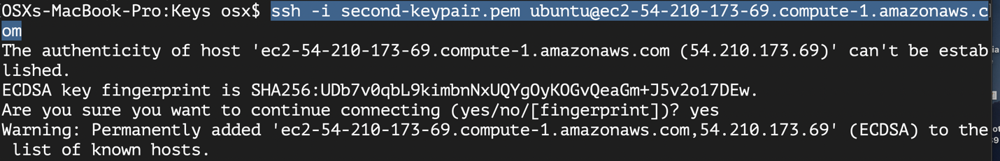 OSXs-MacBook-Pro:Keys osx$ ssh -i second-keypair.pem ubuntu@ec2-54-210-173-69.compute-1.amazonaws.c
om
The authenticity of host 'ec2-54-210-173-69.compute-1.amazonaws.com (54.210.173.69)' can't be estab
lished.
ECDSA key fingerprint is SHA256:UDb7v0qbL9kimbnNxUQYgOyKOGvQeaGm+J5v2o17DEw.
Are you sure you want to continue connecting (yes/no/[fingerprint])? yes
Warning: Permanently added 'ec2-54-210-173-69.compute-1.amazonaws.com,54.210.173.69' (ECDSA) to the
 list of known hosts.